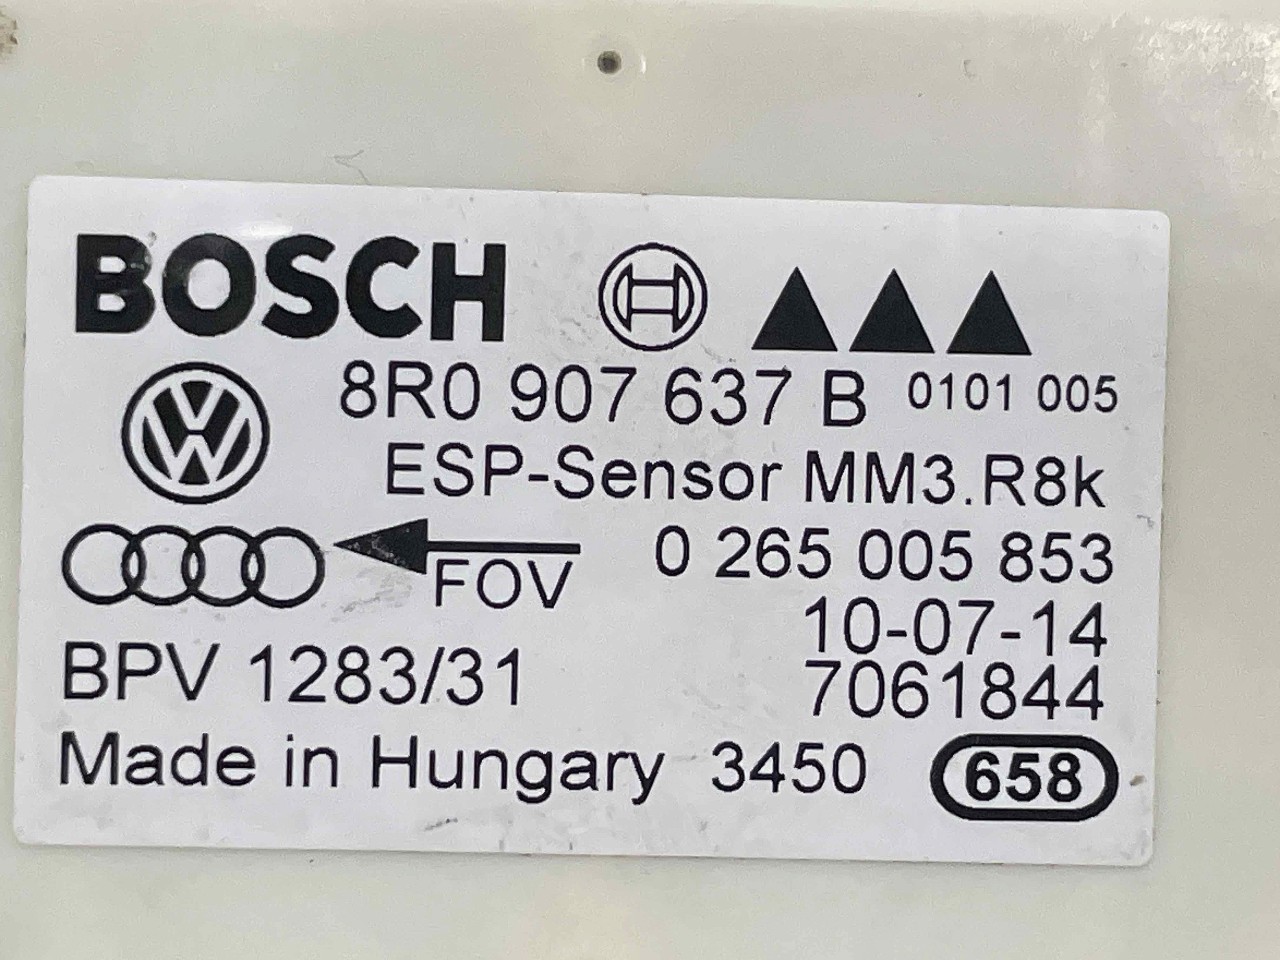 BOSCH
8R0 907 637 B 0101 005
ESP-Sensor MM3.R8k
FOV 0 265 005 853
10-07-14
BPV 1283/31 7061844
Made in Hungary 3450 658